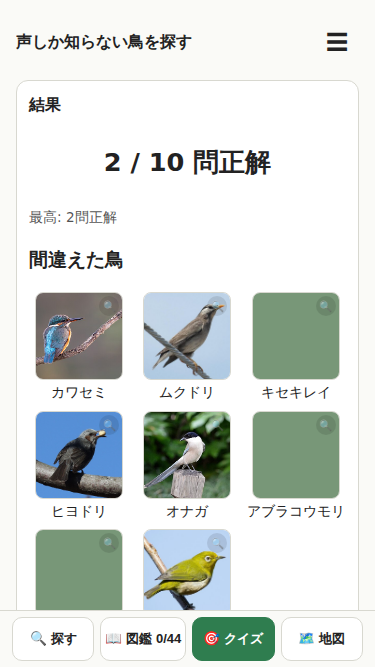 声しか知らない鳥を探す
結果
2 / 10 問正解
最高: 2問正解
間違えた鳥
カワセミ
ムクドリ
キセキレイ
ヒヨドリ
オナガ
アブラコウモリ
探す
図鑑 0/44
クイズ
地図